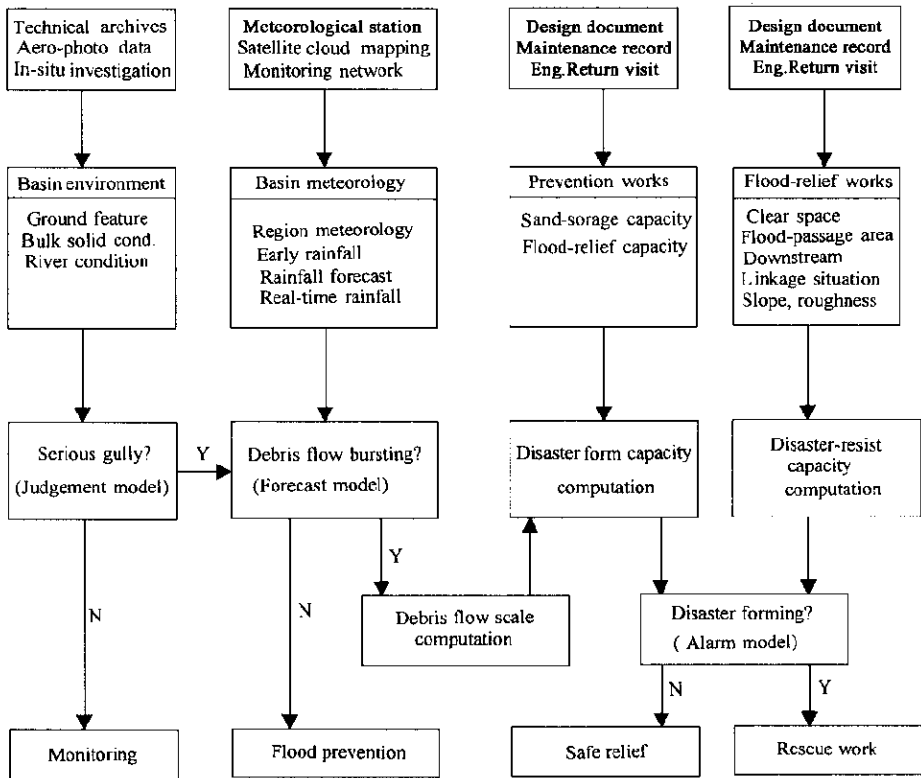 Technical archives
Aero-photo data
In-situ investigation
Meteorological station
Satellite cloud mapping
Monitoring network
Design document
Maintenance record
Eng.Return visit
Design document
Maintenance record
Eng.Return visit
Basin environment
Ground feature
Bulk solid cond.
River condition
Basin meteorology
Region meteorology
Early rainfall
Rainfall forecast
Real-time rainfall
Prevention works
Sand-sorage capacity
Flood-relief capacity
Flood-relief works
Clear space
Flood-passage area
Downstream
Linkage situation
Slope, roughness
Serious gully?
(Judgement model)
Y
Debris flow bursting?
(Forecast model)
Disaster form capacity
computation
Disaster-resist
capacity
computation
N
N
Y
Debris flow scale
computation
Disaster forming?
( Alarm model)
N
Y
Monitoring
Flood prevention
Safe relief
Rescue work